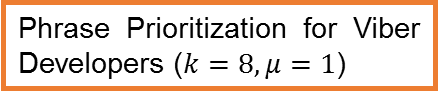 Phrase Prioritization for Viber
Developers (𝑘 = 8, 𝜇 = 1)